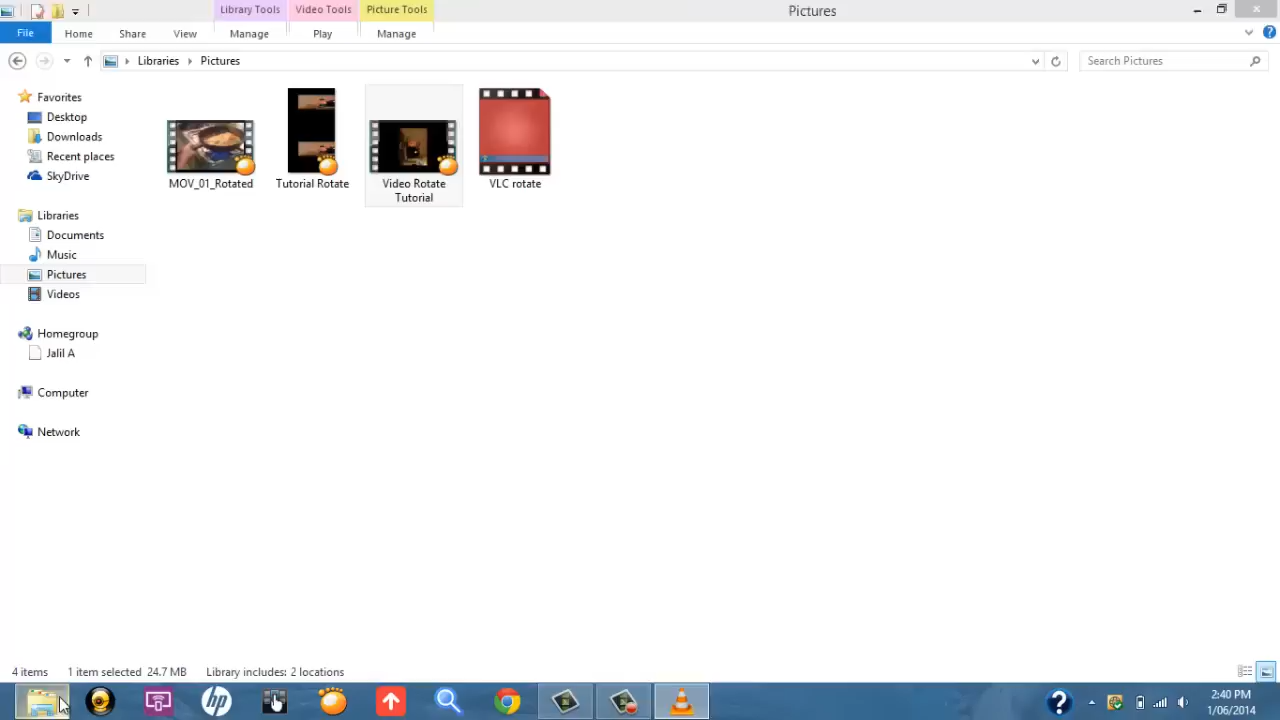 Library Tools Video Tools Picture Tools Pictures
File Home Share View Manage Play Manage
Libraries Pictures Search Pictures
Favorites
Desktop
Downloads
Recent places
SkyDrive
Libraries
Documents
Music
Pictures
Videos
Homegroup
Jalil A
Computer
Network
MOV_01_Rotated Tutorial Rotate Video Rotate VLC rotate
Tutorial
4 items 1 item selected 24.7 MB Library includes: 2 locations
hp ? 2:40 PM
1/06/2014